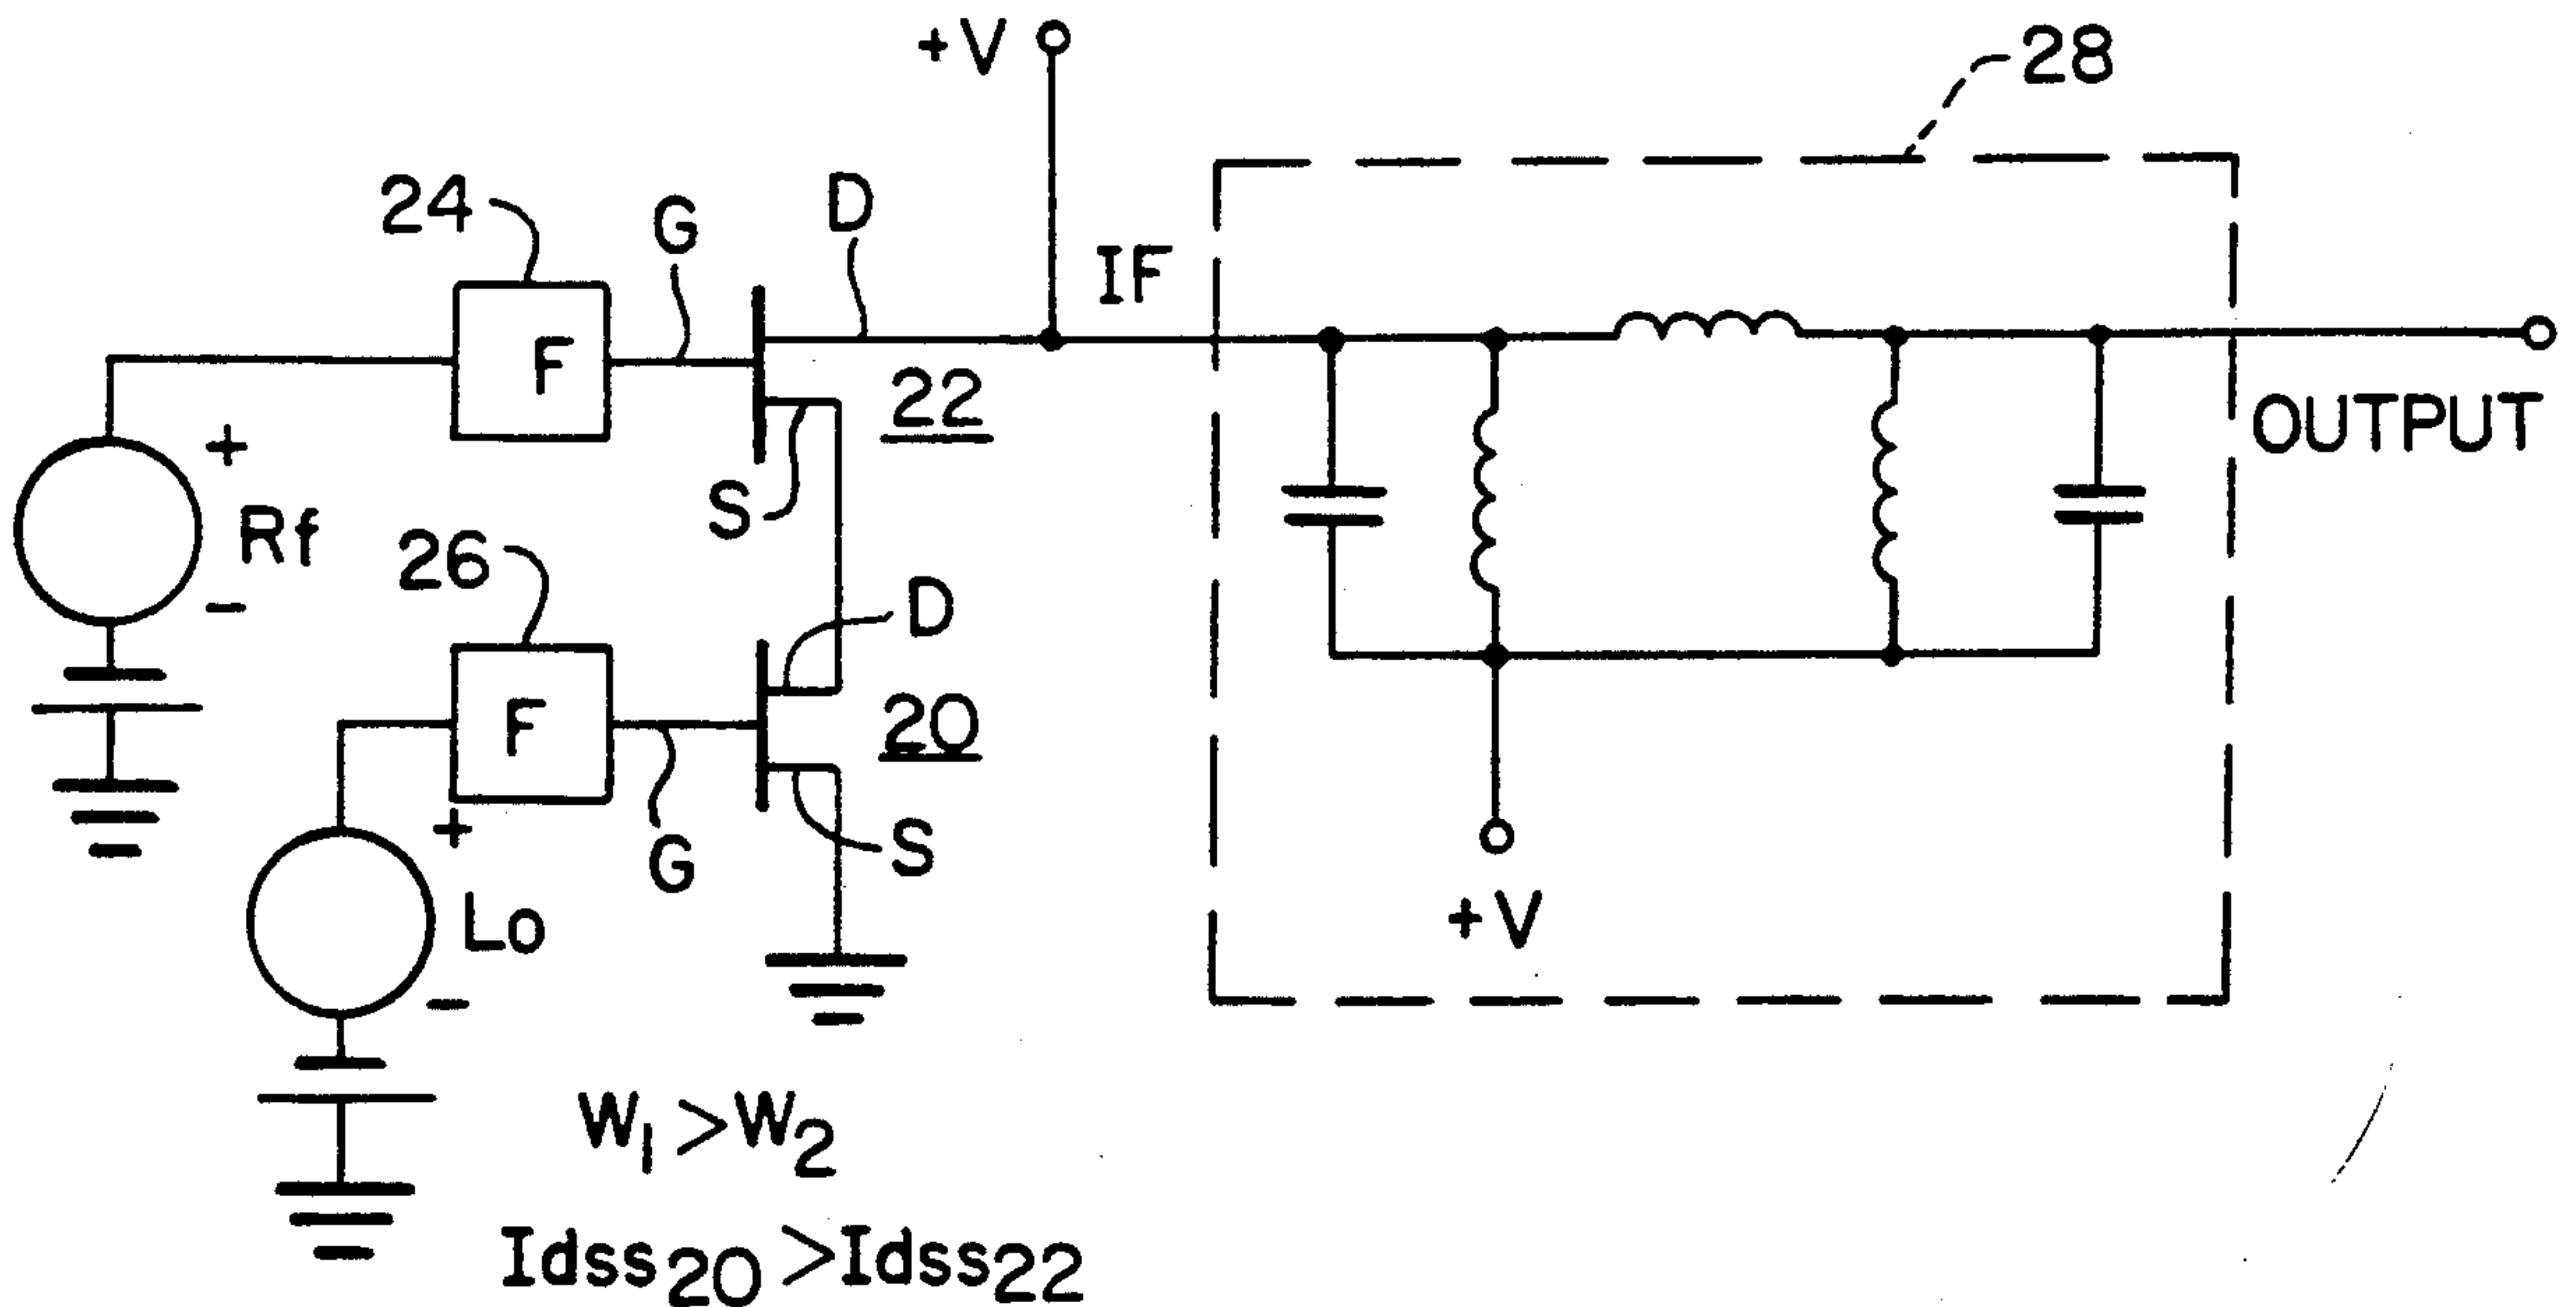 +V
28
24
G
D
IF
F
22
OUTPUT
+
Rf
-
S
26
D
F
20
G
S
+
Lo
-
+V
W1 > W2
Idss20 > Idss22